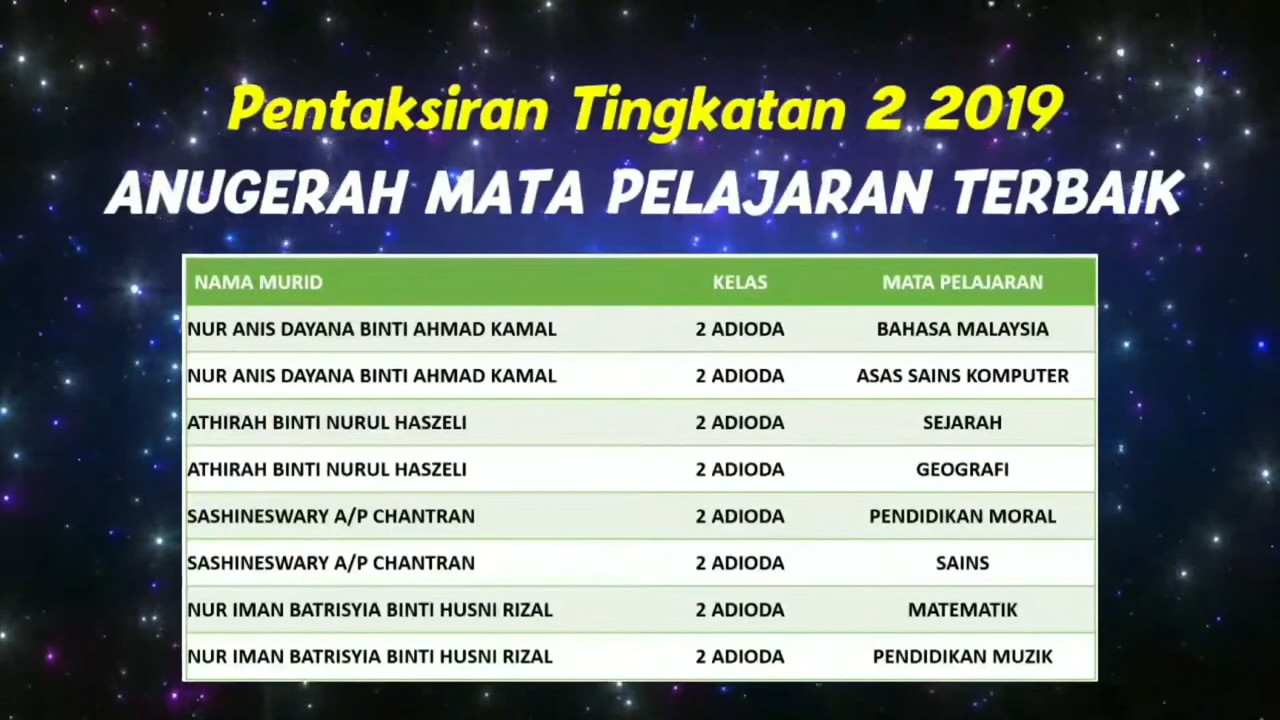 Pentaksiran Tingkatan 2 2019
ANUGERAH MATA PELAJARAN TERBAIK
NAMA MURID KELAS MATA PELAJARAN
NUR ANIS DAYANA BINTI AHMAD KAMAL 2 ADIODA BAHASA MALAYSIA
NUR ANIS DAYANA BINTI AHMAD KAMAL 2 ADIODA ASAS SAINS KOMPUTER
ATHIRAH BINTI NURUL HASZELI 2 ADIODA SEJARAH
ATHIRAH BINTI NURUL HASZELI 2 ADIODA GEOGRAFI
SASHINESWARY A/P CHANTRAN 2 ADIODA PENDIDIKAN MORAL
SASHINESWARY A/P CHANTRAN 2 ADIODA SAINS
NUR IMAN BATRISYIA BINTI HUSNI RIZAL 2 ADIODA MATEMATIK
NUR IMAN BATRISYIA BINTI HUSNI RIZAL 2 ADIODA PENDIDIKAN MUZIK